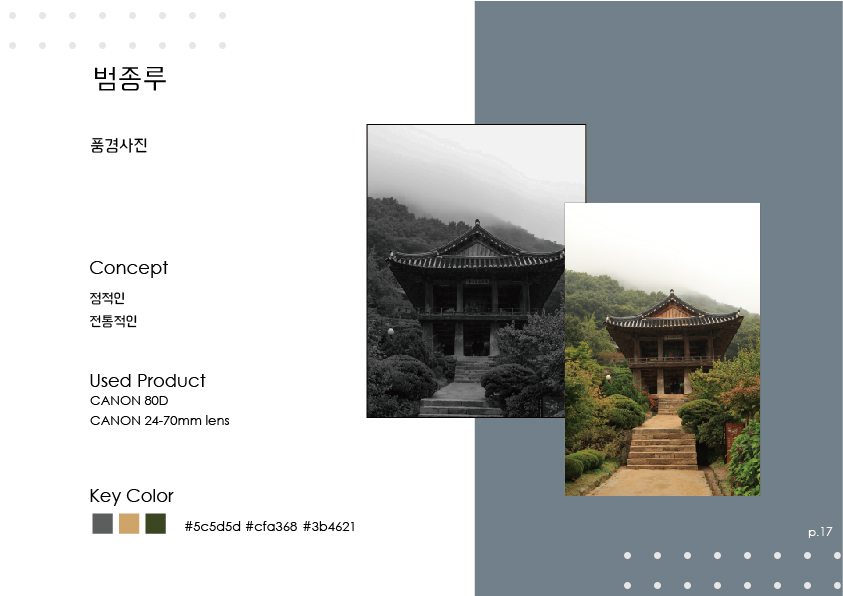 범종루
풍경사진
Concept
정적인
전통적인
Used Product
CANON 80D
CANON 24-70mm lens
Key Color
#5c5d5d #cfa368 #3b4621
p.17